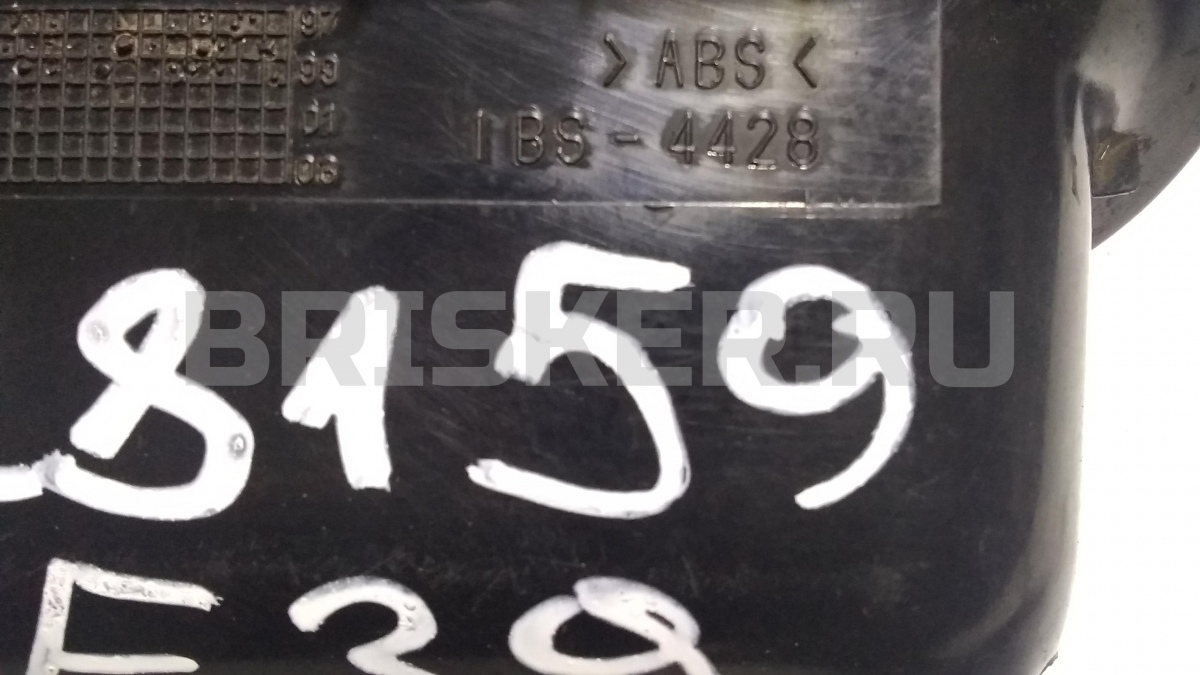 97
99
01
03
>ABS<
1BS-4428
8159
BRISKER.RU
E39